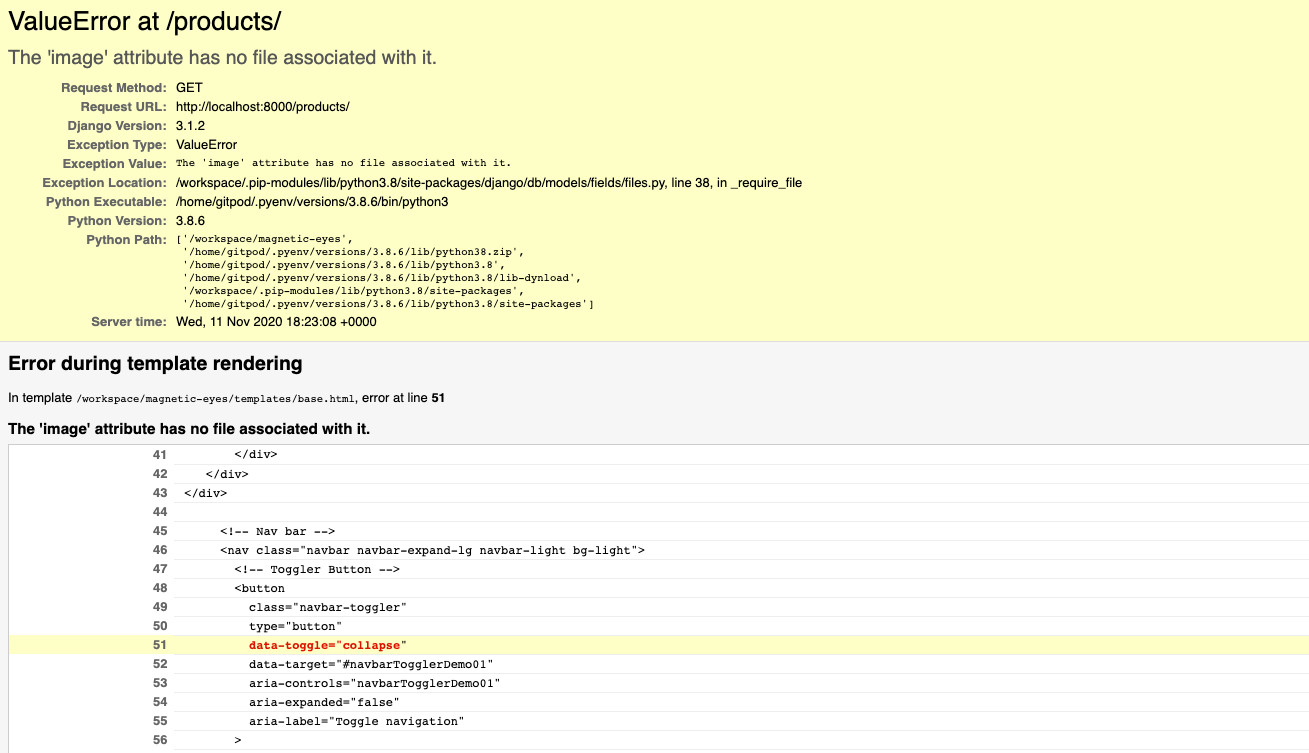 ValueError at /products/
The 'image' attribute has no file associated with it.
Request Method: GET
Request URL: http://localhost:8000/products/
Django Version: 3.1.2
Exception Type: ValueError
Exception Value: The 'image' attribute has no file associated with it.
Exception Location: /workspace/.pip-modules/lib/python3.8/site-packages/django/db/models/fields/files.py, line 38, in _require_file
Python Executable: /home/gitpod/.pyenv/versions/3.8.6/bin/python3
Python Version: 3.8.6
Python Path: ['/workspace/magnetic-eyes',
'/home/gitpod/.pyenv/versions/3.8.6/lib/python38.zip',
'/home/gitpod/.pyenv/versions/3.8.6/lib/python3.8',
'/home/gitpod/.pyenv/versions/3.8.6/lib/python3.8/lib-dynload',
'/workspace/.pip-modules/lib/python3.8/site-packages',
'/home/gitpod/.pyenv/versions/3.8.6/lib/python3.8/site-packages']
Server time: Wed, 11 Nov 2020 18:23:08 +0000
Error during template rendering
In template /workspace/magnetic-eyes/templates/base.html, error at line 51
The 'image' attribute has no file associated with it.
41 </div>
42 </div>
43 </div>
44
45 <!-- Nav bar -->
46 <nav class="navbar navbar-expand-lg navbar-light bg-light">
47 <!-- Toggler Button -->
48 <button
49 class="navbar-toggler"
50 type="button"
51 data-toggle="collapse"
52 data-target="#navbarTogglerDemo01"
53 aria-controls="navbarTogglerDemo01"
54 aria-expanded="false"
55 aria-label="Toggle navigation"
56 >